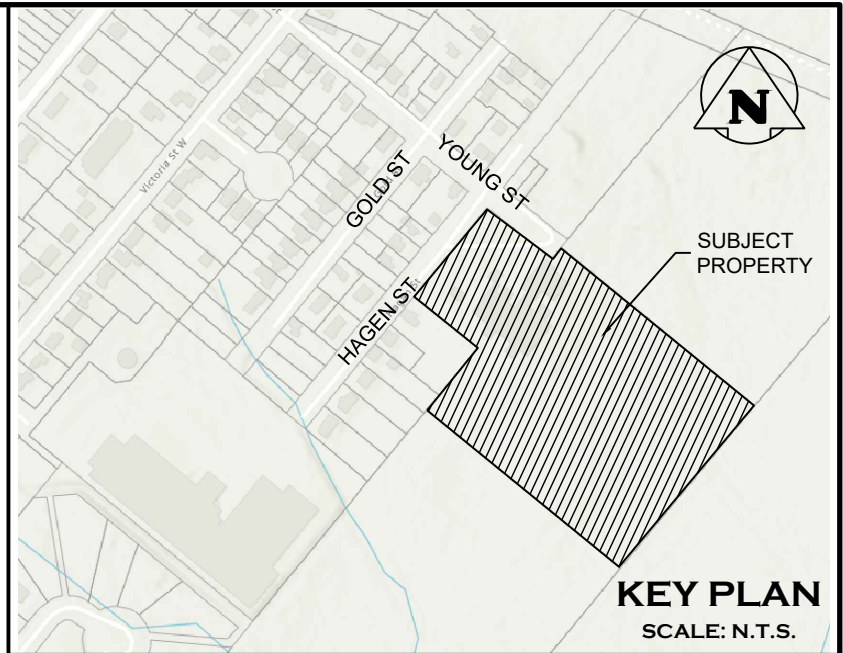 N
Victoria St W
GOLD ST
YOUNG ST
HAGEN ST
SUBJECT
PROPERTY
KEY PLAN
SCALE: N.T.S.